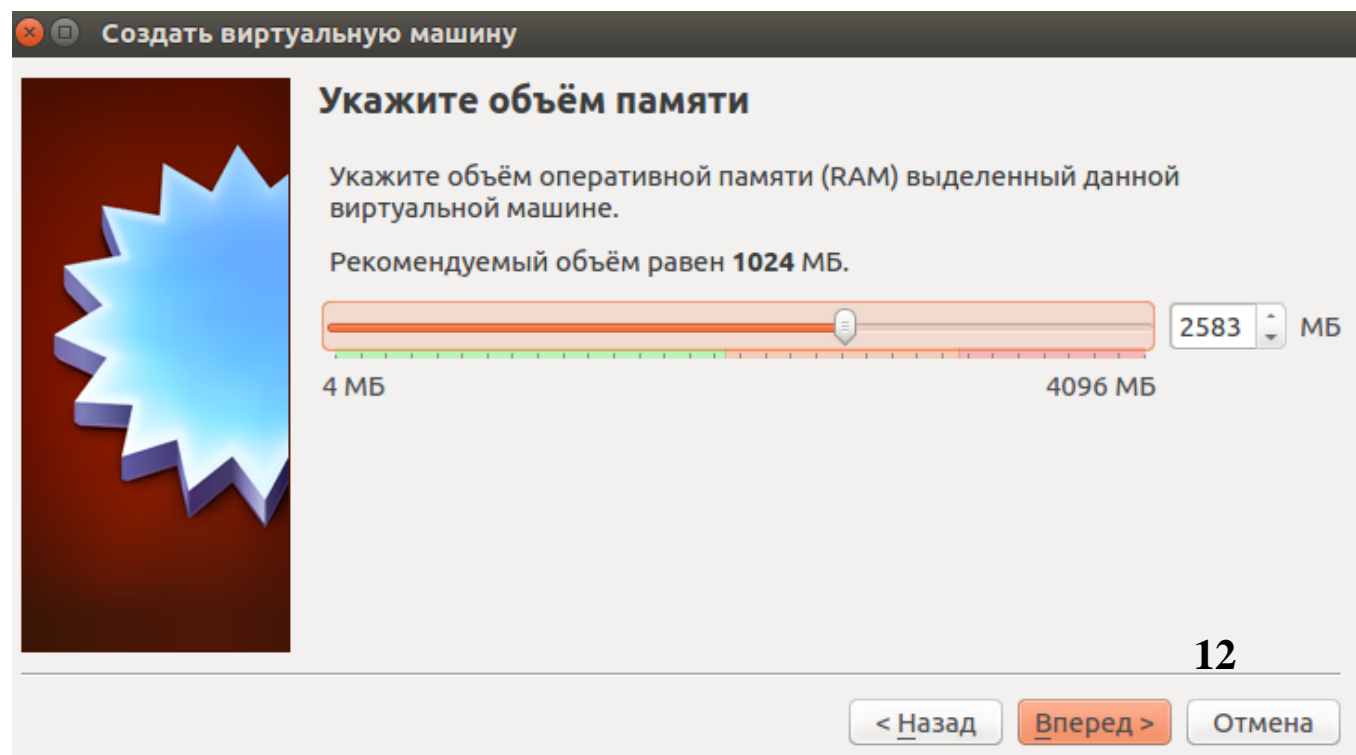 Создать виртуальную машину
Укажите объём памяти
Укажите объём оперативной памяти (RAM) выделенный данной
виртуальной машине.
Рекомендуемый объём равен 1024 МБ.
2583 МБ
4 МБ 4096 МБ
12
< Назад Вперед > Отмена